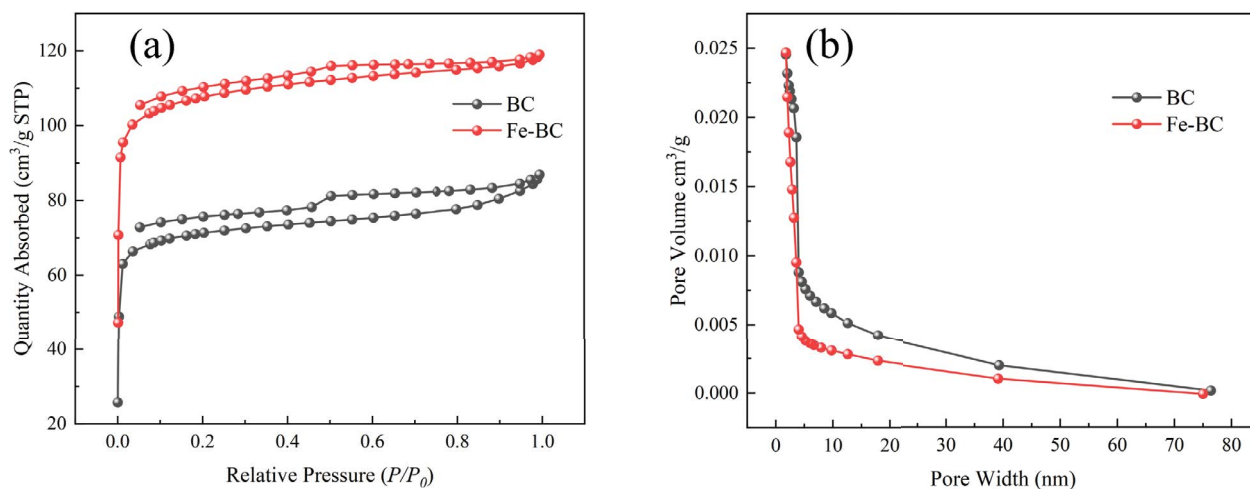 (a)
120
100
80
60
40
20
Quantity Absorbed (cm³/g STP)
BC
Fe-BC
0.0 0.2 0.4 0.6 0.8 1.0
Relative Pressure (P/P₀)
(b)
0.025
0.020
0.015
0.010
0.005
0.000
Pore Volume cm³/g
BC
Fe-BC
0 10 20 30 40 50 60 70 80
Pore Width (nm)